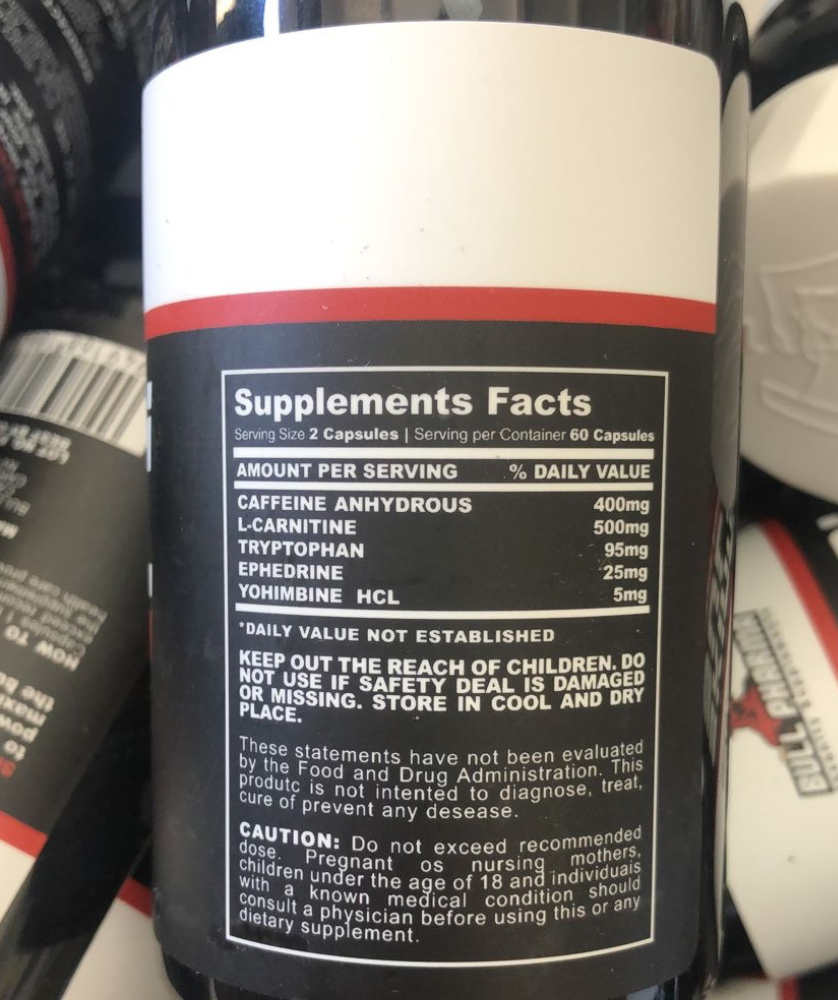 Supplements Facts
Serving Size 2 Capsules | Serving per Container 60 Capsules
AMOUNT PER SERVING % DAILY VALUE
CAFFEINE ANHYDROUS 400mg
L-CARNITINE 500mg
TRYPTOPHAN 95mg
EPHEDRINE 25mg
YOHIMBINE HCL 5mg
*DAILY VALUE NOT ESTABLISHED
KEEP OUT THE REACH OF CHILDREN. DO
NOT USE IF SAFETY DEAL IS DAMAGED
OR MISSING. STORE IN COOL AND DRY
PLACE.
These statements have not been evaluated
by the Food and Drug Administration. This
produtc is not intented to diagnose, treat,
cure of prevent any desease.
CAUTION: Do not exceed recommended
dose. Pregnant os nursing mothers,
children under the age of 18 and individuais
with a known medical condition should
consult a physician before using this or any
dietary supplement.
HOW TO
BULL PHARMA